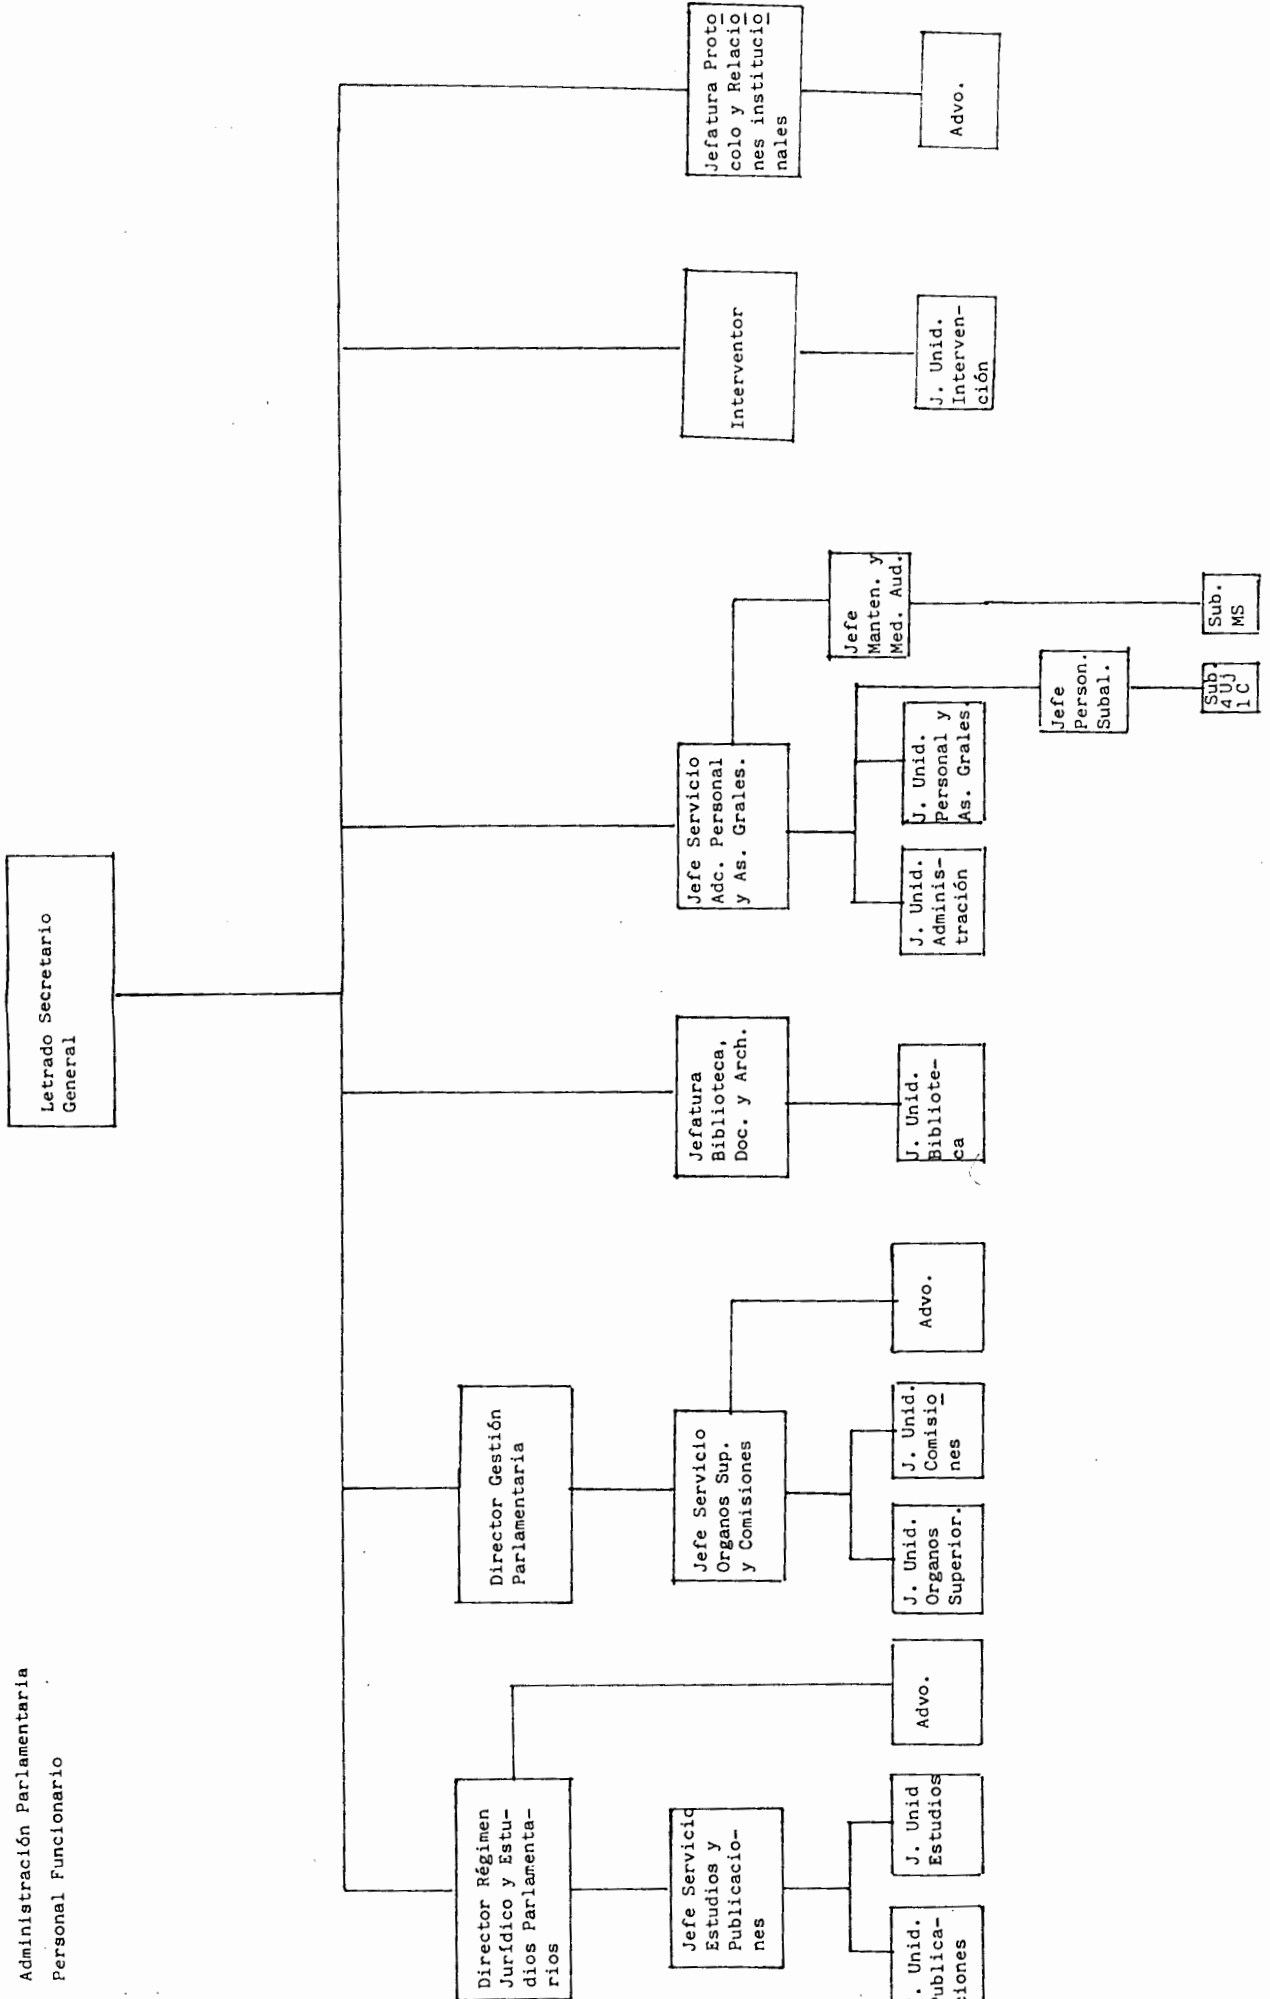 Administración Parlamentaria
Personal Funcionario
Letrado Secretario
General
Director Régimen
Jurídico y Estu-
dios Parlamenta-
rios
Director Gestión
Parlamentaria
Jefe Servicio
Estudios y
Publicacio-
nes
Jefe Servicio
Organos Sup.
y Comisiones
Jefatura
Biblioteca,
Doc. y Arch.
Jefe Servicio
Adc. Personal
y As. Grales.
Interventor
Jefatura Proto
colo y Relacio
nes institucio
nales
. Unid.
Publica-
ciones
J. Unid
Estudios
Advo.
J. Unid.
Organos
Superior.
J. Unid.
Comisio
nes
Advo.
J. Unid.
Bibliote-
ca
J. Unid.
Adminis-
tración
J. Unid.
Personal y
As. Grales.
Jefe
Manten. y
Med. Aud.
J. Unid.
Interven-
ción
Advo.
Jefe
Person.
Subal.
Sub.
4 Uj
1 C
Sub.
MS